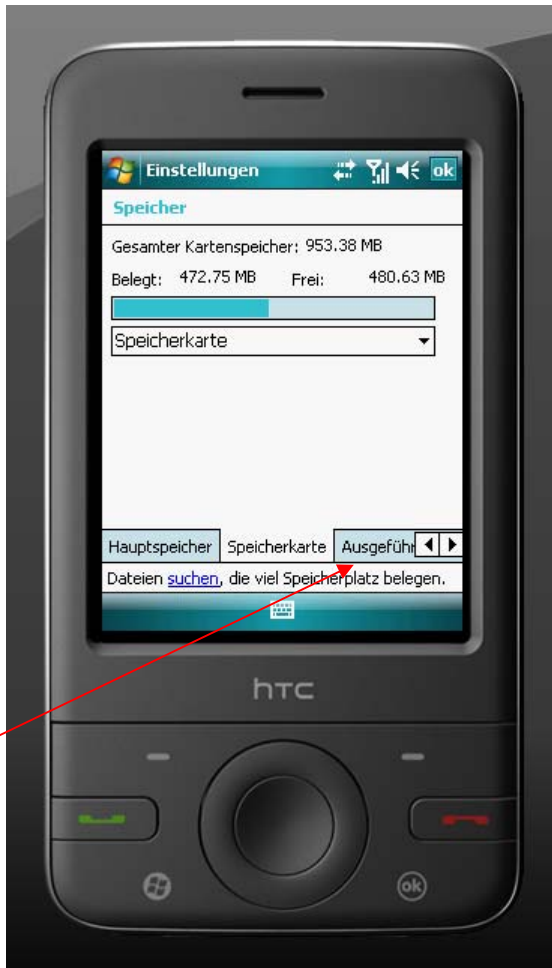 Einstellungen ok
Speicher
Gesamter Kartenspeicher: 953.38 MB
Belegt: 472.75 MB Frei: 480.63 MB
Speicherkarte
Hauptspeicher Speicherkarte Ausgeführ
Dateien suchen, die viel Speicherplatz belegen.
hTC
ok